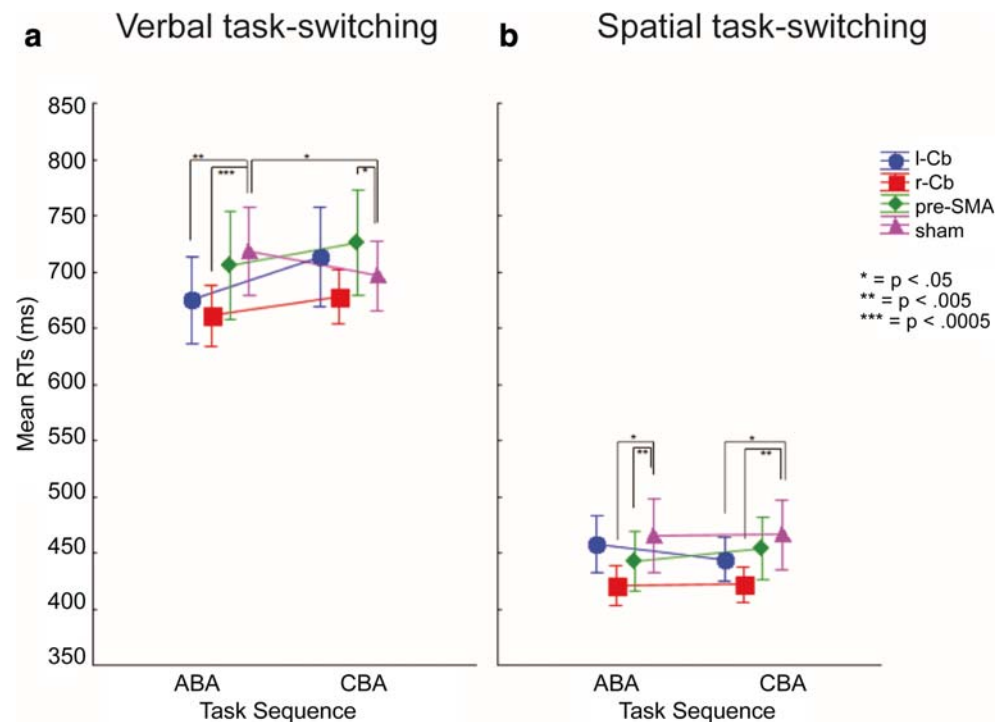 a Verbal task-switching
b Spatial task-switching
850
800
750
700
650
600
550
500
450
400
350
Mean RTs (ms)
** *** * *
* ** * **
l-Cb
r-Cb
pre-SMA
sham
* = p < .05
** = p < .005
*** = p < .0005
ABA CBA
Task Sequence
ABA CBA
Task Sequence